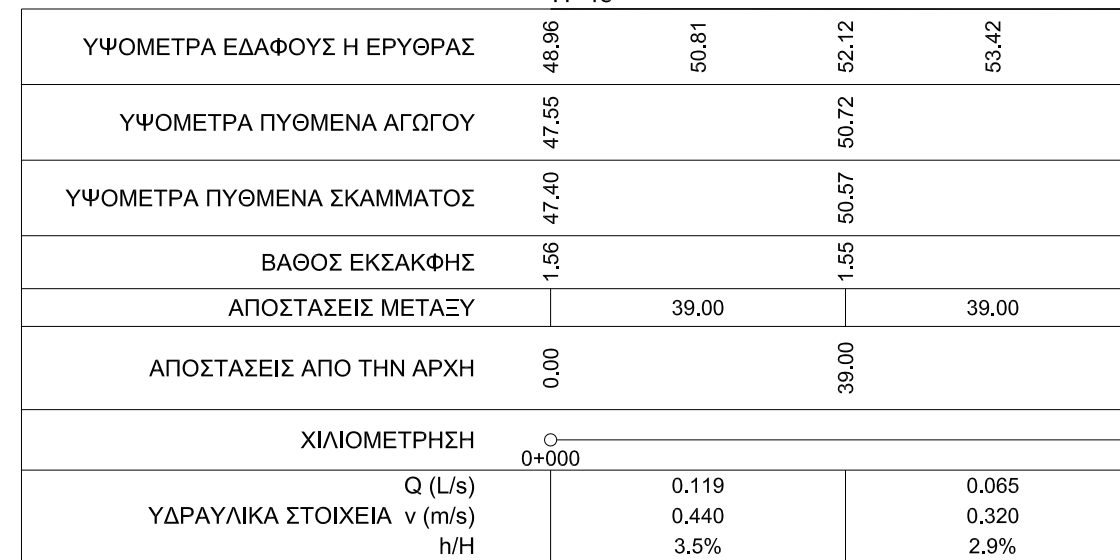 ΥΨΟΜΕΤΡΑ ΕΔΑΦΟΥΣ Η ΕΡΥΘΡΑΣ 48.96 50.81 52.12 53.42
ΥΨΟΜΕΤΡΑ ΠΥΘΜΕΝΑ ΑΓΩΓΟΥ 47.55 50.72
ΥΨΟΜΕΤΡΑ ΠΥΘΜΕΝΑ ΣΚΑΜΜΑΤΟΣ 47.40 50.57
ΒΑΘΟΣ ΕΚΣΑΚΦΗΣ 1.56 1.55
ΑΠΟΣΤΑΣΕΙΣ ΜΕΤΑΞΥ 39.00 39.00
ΑΠΟΣΤΑΣΕΙΣ ΑΠΟ ΤΗΝ ΑΡΧΗ 0.00 39.00
ΧΙΛΙΟΜΕΤΡΗΣΗ
0+000
Q (L/s) 0.119 0.065
ΥΔΡΑΥΛΙΚΑ ΣΤΟΙΧΕΙΑ v (m/s) 0.440 0.320
h/H 3.5% 2.9%